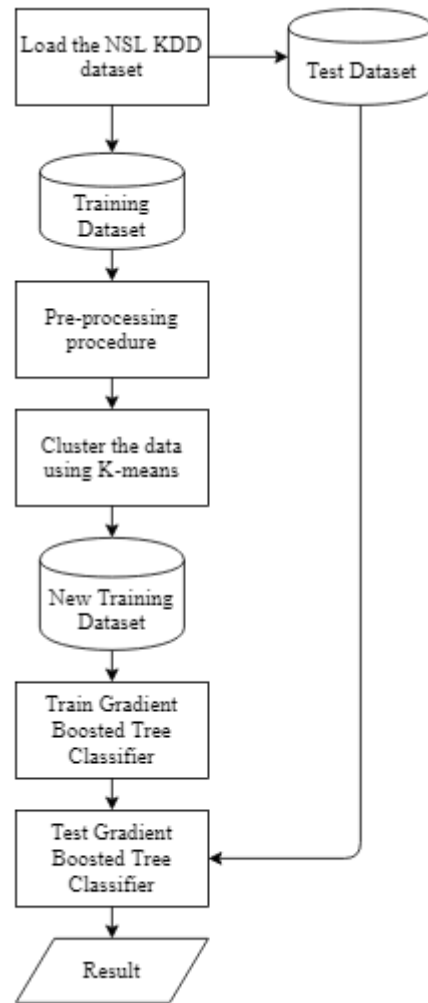 Load the NSL KDD
dataset
Test Dataset
Training
Dataset
Pre-processing
procedure
Cluster the data
using K-means
New Training
Dataset
Train Gradient
Boosted Tree
Classifier
Test Gradient
Boosted Tree
Classifier
Result